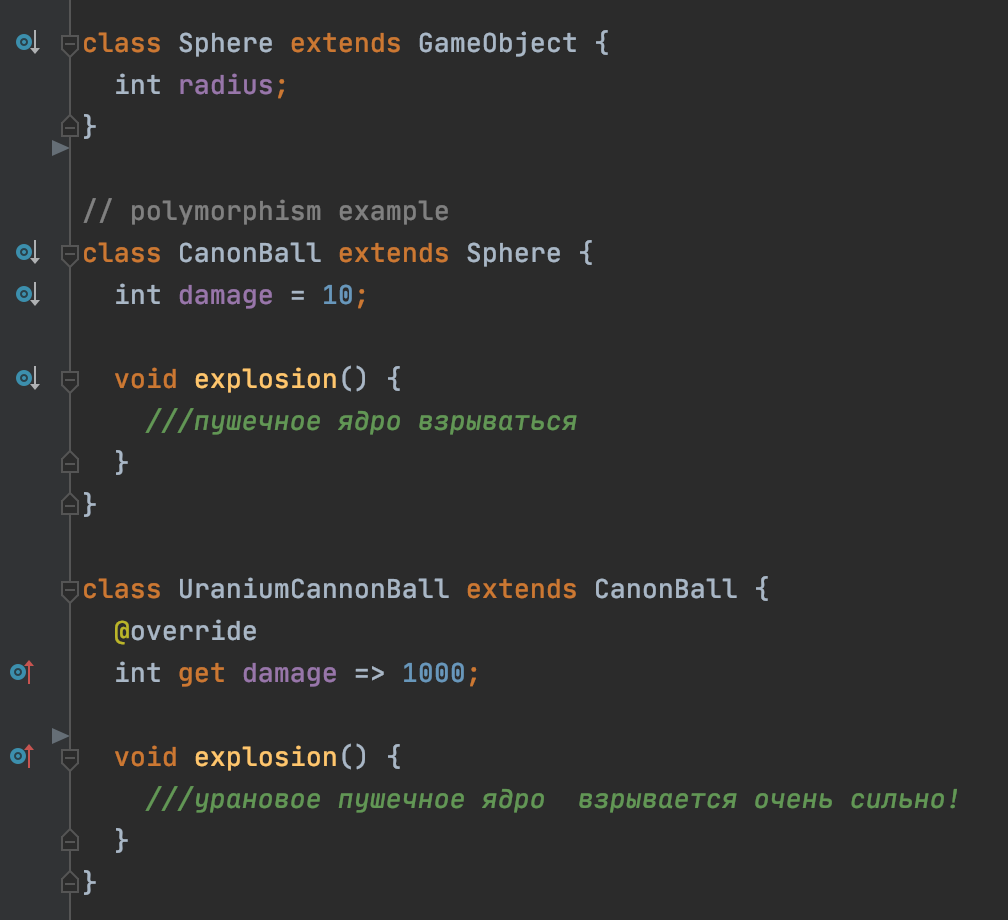 class Sphere extends GameObject {
  int radius;
}
// polymorphism example
class CanonBall extends Sphere {
  int damage = 10;
  void explosion() {
    ///пушечное ядро взрываться
  }
}
class UraniumCannonBall extends CanonBall {
  @override
  int get damage => 1000;
  void explosion() {
    ///урановое пушечное ядро  взрывается очень сильно!
  }
}